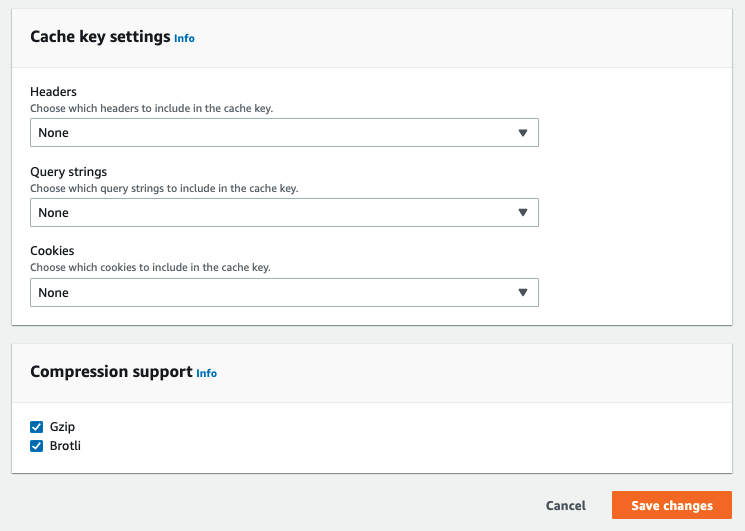 Cache key settings Info
Headers
Choose which headers to include in the cache key.
None
Query strings
Choose which query strings to include in the cache key.
None
Cookies
Choose which cookies to include in the cache key.
None
Compression support Info
Gzip
Brotli
Cancel Save changes